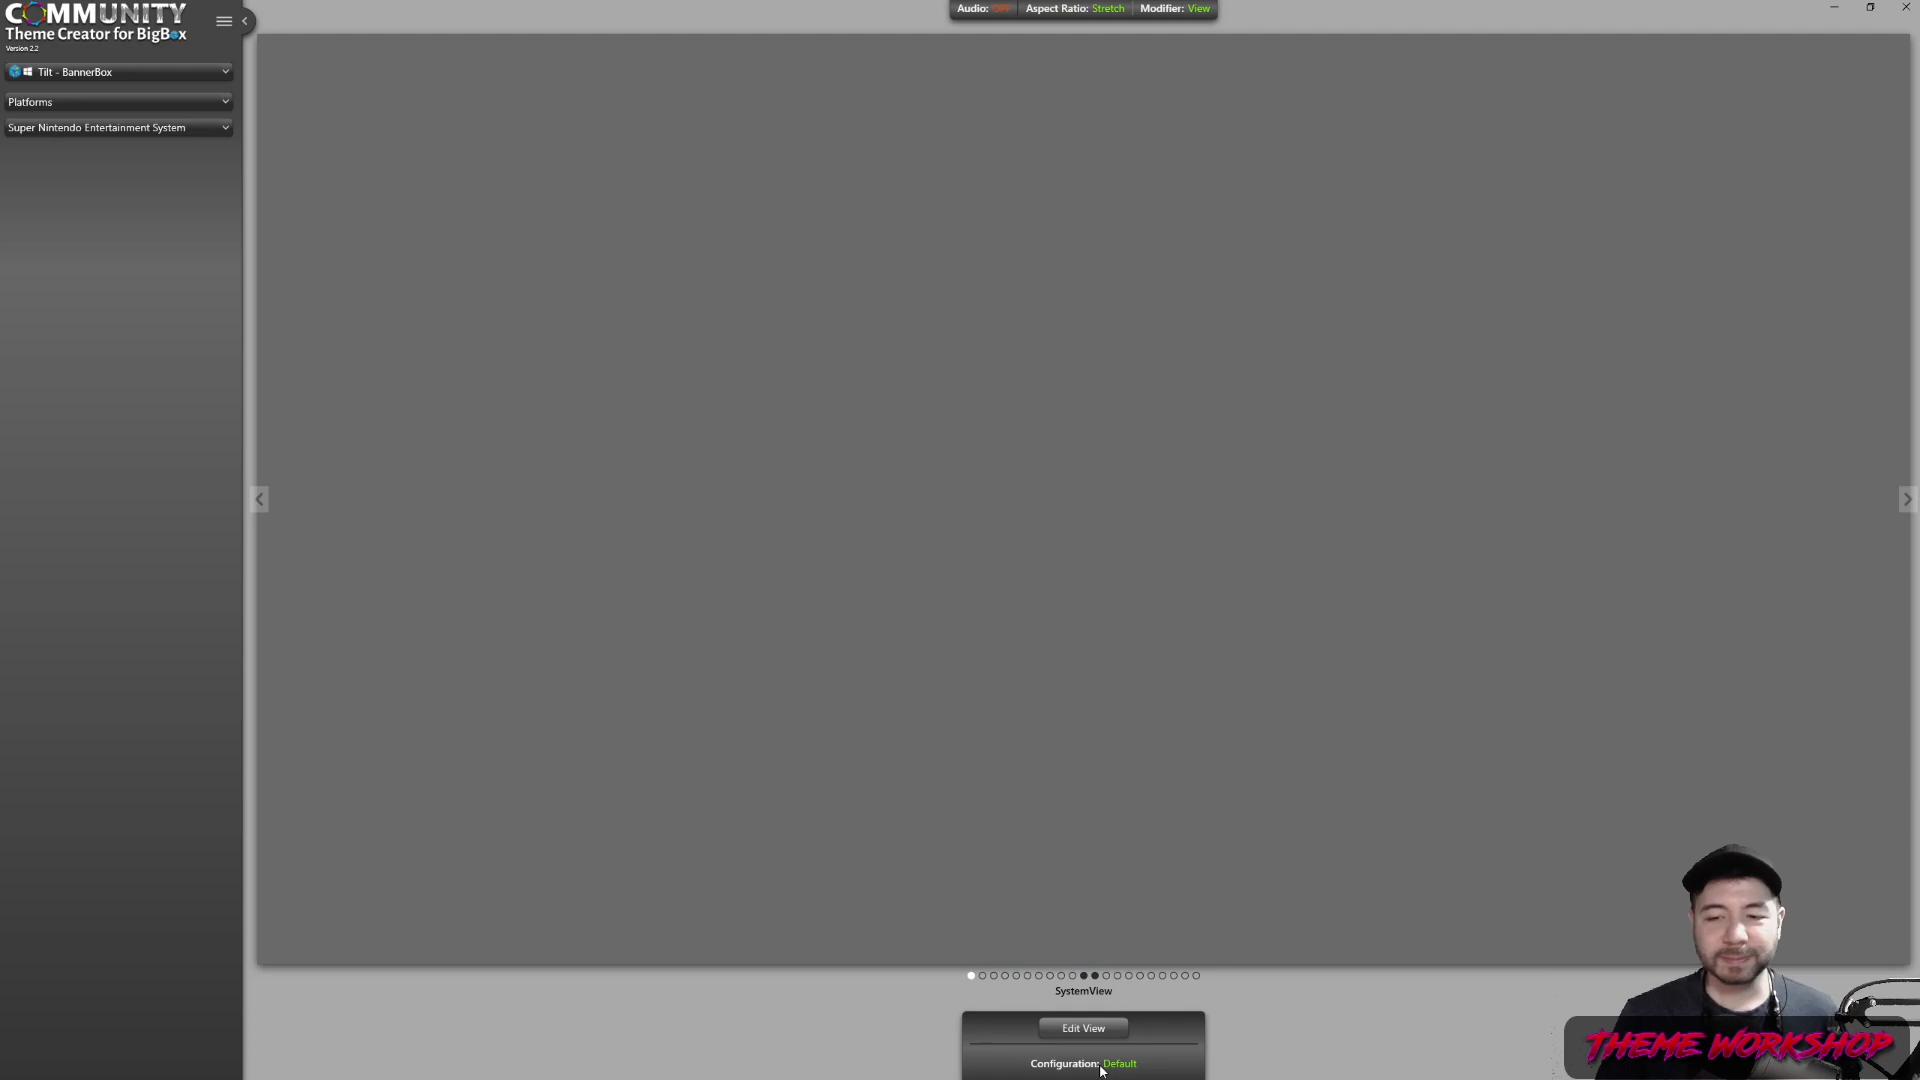 COMMUNITY
Theme Creator for BigBox
Version 2.2
Tilt - BannerBox
Platforms
Super Nintendo Entertainment System
Audio: OFF Aspect Ratio: Stretch Modifier: View
SystemView
Edit View
Configuration: Default
THEME WORKSHOP